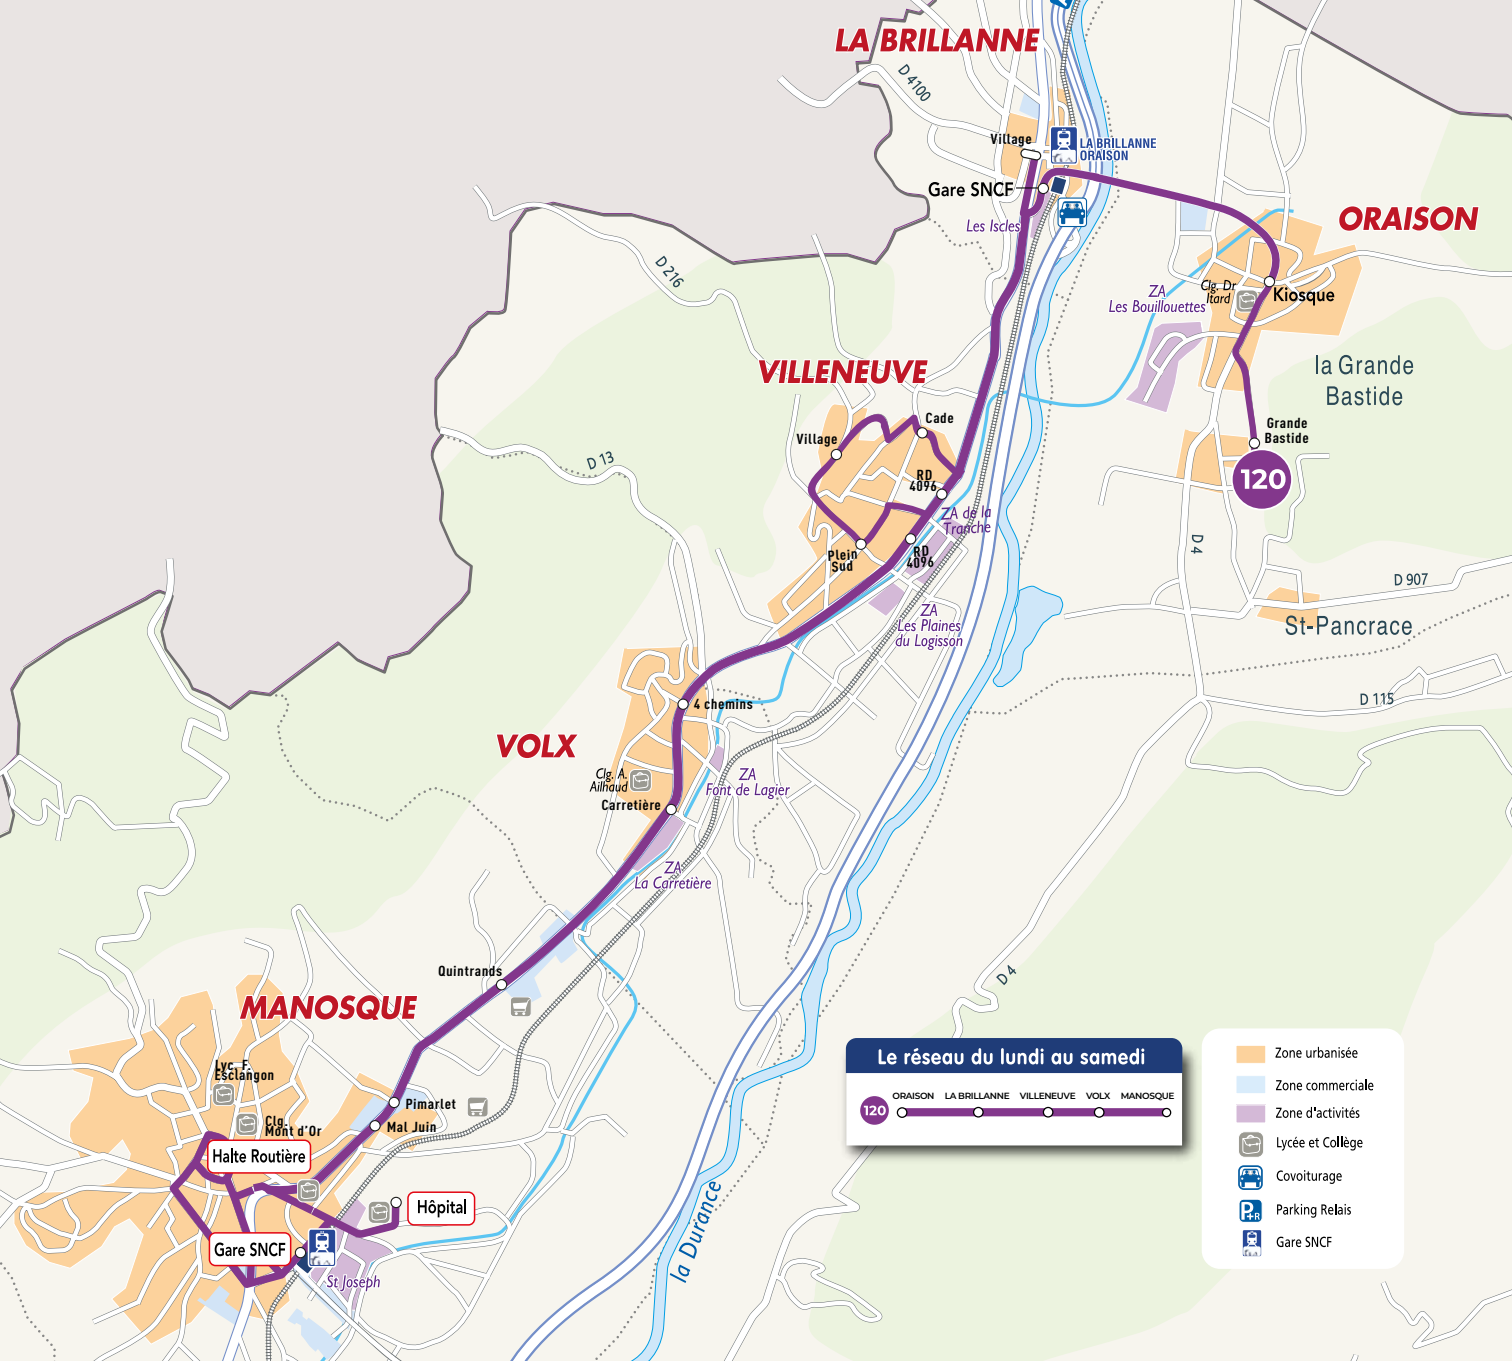 LA BRILLANNE
D 4100
Village
LA BRILLANNE
ORAISON
Gare SNCF
Les Iscles
ORAISON
D 216
Clg. Dr
Itard
Kiosque
ZA
Les Bouillouettes
VILLENEUVE
la Grande
Bastide
Cade
Village
Grande
Bastide
120
D 13
RD
4096
ZA de la
Tranche
Plein
Sud
RD
4096
D 4
D 907
ZA
Les Plaines
du Logisson
St-Pancrace
4 chemins
D 115
VOLX
Clg. A.
Ailhaud
ZA
Font de Lagier
Carretière
ZA
La Carretière
Quintrands
D 4
MANOSQUE
Lyc. F.
Esclangon
Pimarlet
Clg.
Mont d'Or
Mal Juin
Halte Routière
Hôpital
Gare SNCF
St Joseph
la Durance
Le réseau du lundi au samedi
120
ORAISON
LA BRILLANNE
VILLENEUVE
VOLX
MANOSQUE
Zone urbanisée
Zone commerciale
Zone d'activités
Lycée et Collège
Covoiturage
P+R
Parking Relais
Gare SNCF